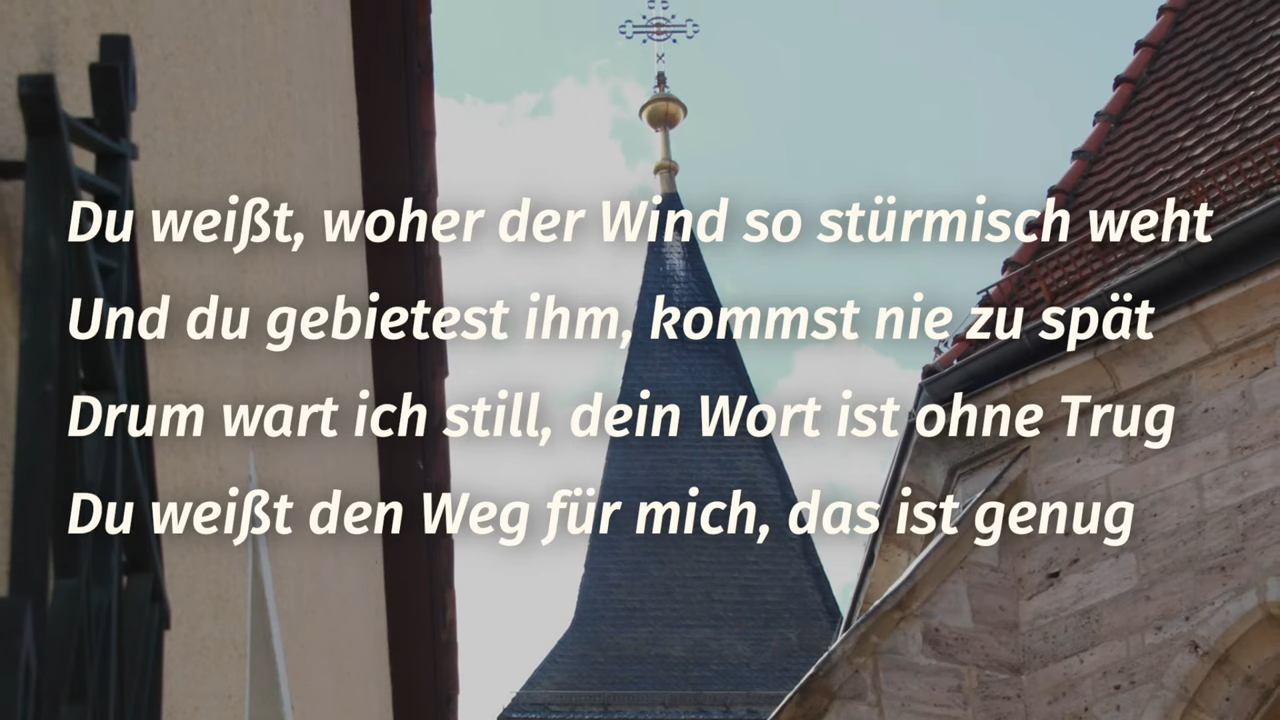 Du weißt, woher der Wind so stürmisch weht
Und du gebietest ihm, kommst nie zu spät
Drum wart ich still, dein Wort ist ohne Trug
Du weißt den Weg für mich, das ist genug